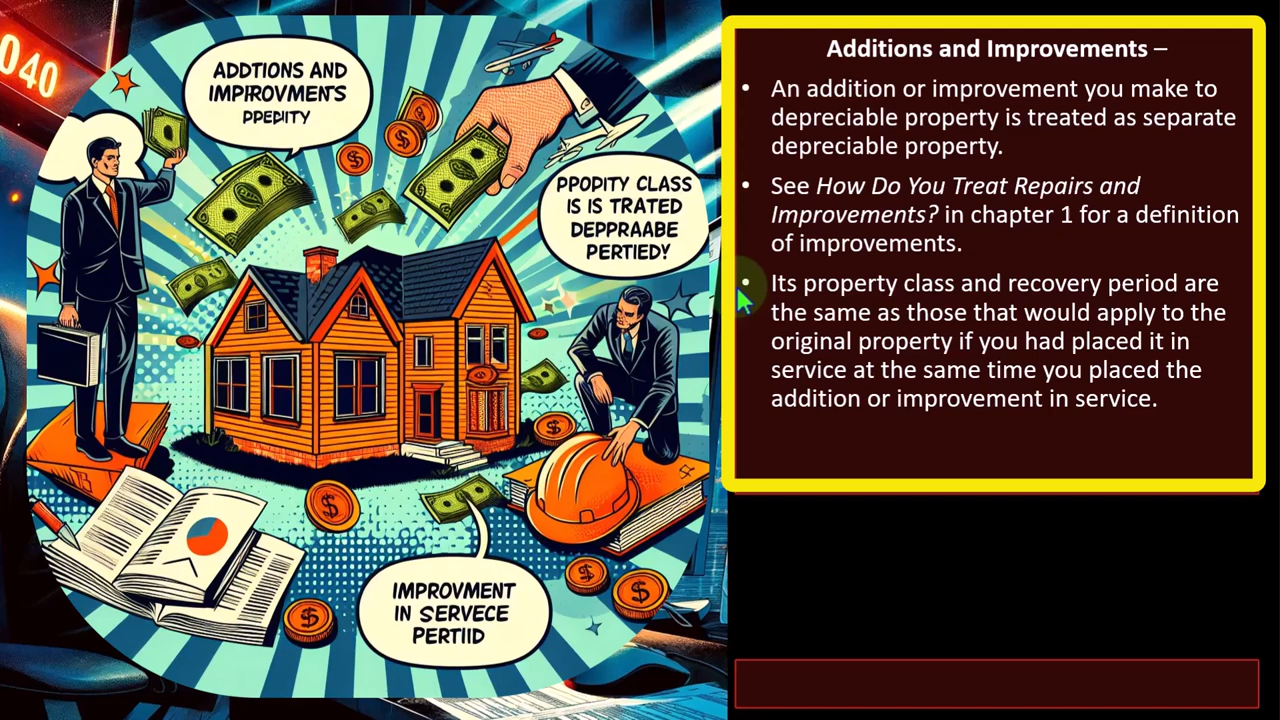 040
ADDTIONS AND
IMPIROVMENTS
PPEPIITY
PPOPITY CLASS
IS IS TRATED
DEPPRAABE
PERTIED?
IMPROVMENT
IN SERVECE
PERTIID
Additions and Improvements –
• An addition or improvement you make to
depreciable property is treated as separate
depreciable property.
• See How Do You Treat Repairs and
Improvements? in chapter 1 for a definition
of improvements.
• Its property class and recovery period are
the same as those that would apply to the
original property if you had placed it in
service at the same time you placed the
addition or improvement in service.